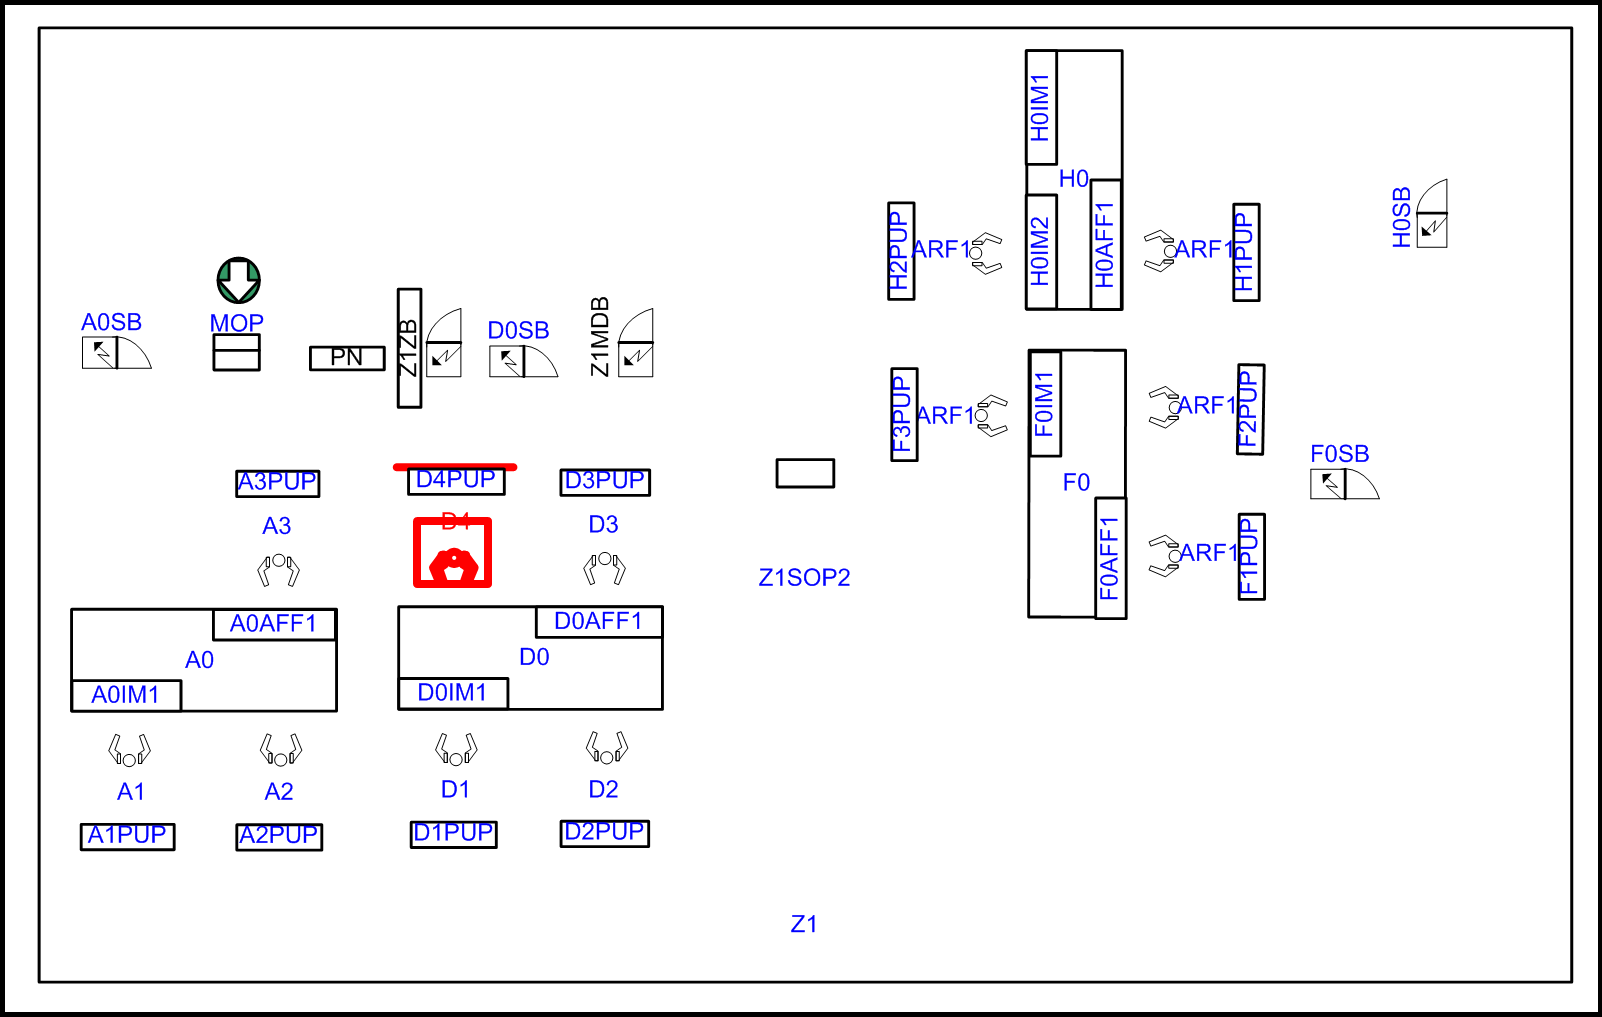 H0IM1
H0
H0SB
H2PUP
ARF1
H0IM2
H0AFF1
ARF1
H1PUP
A0SB
MOP
PN
Z1ZB
D0SB
Z1MDB
F3PUP
ARF1
F0IM1
ARF1
F2PUP
F0SB
A3PUP
D4PUP
D3PUP
F0
A3
D4
D3
Z1SOP2
F0AFF1
ARF1
F1PUP
A0AFF1
D0AFF1
A0
D0
A0IM1
D0IM1
A1
A2
D1
D2
A1PUP
A2PUP
D1PUP
D2PUP
Z1